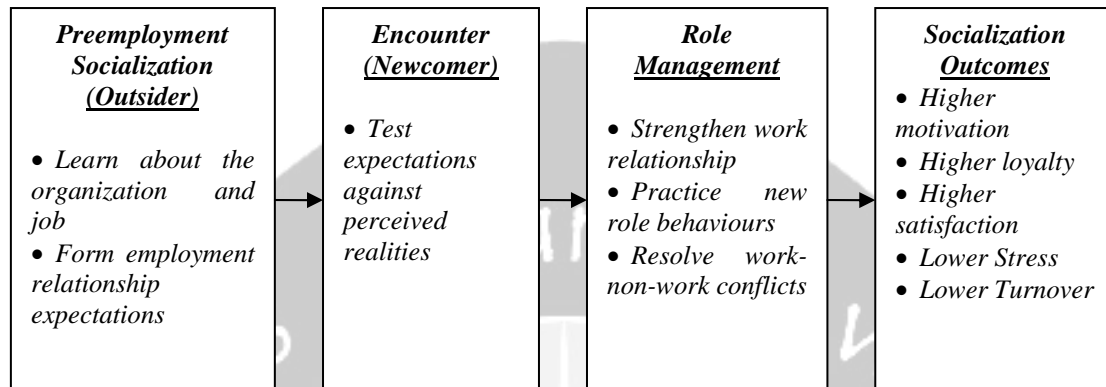 Preemployment
Socialization
(Outsider)
• Learn about the
organization and
job
• Form employment
relationship
expectations
Encounter
(Newcomer)
• Test
expectations
against
perceived
realities
Role
Management
• Strengthen work
relationship
• Practice new
role behaviours
• Resolve work-
non-work conflicts
Socialization
Outcomes
• Higher
motivation
• Higher loyalty
• Higher
satisfaction
• Lower Stress
• Lower Turnover